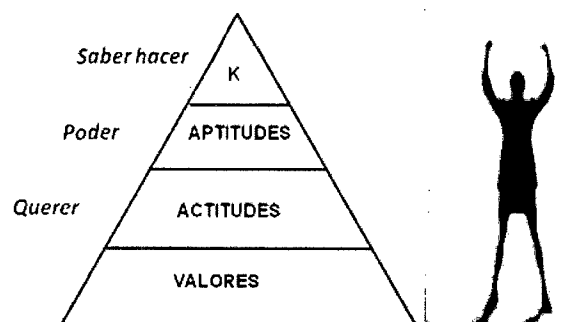 Saber hacer
K
Poder
APTITUDES
Querer
ACTITUDES
VALORES